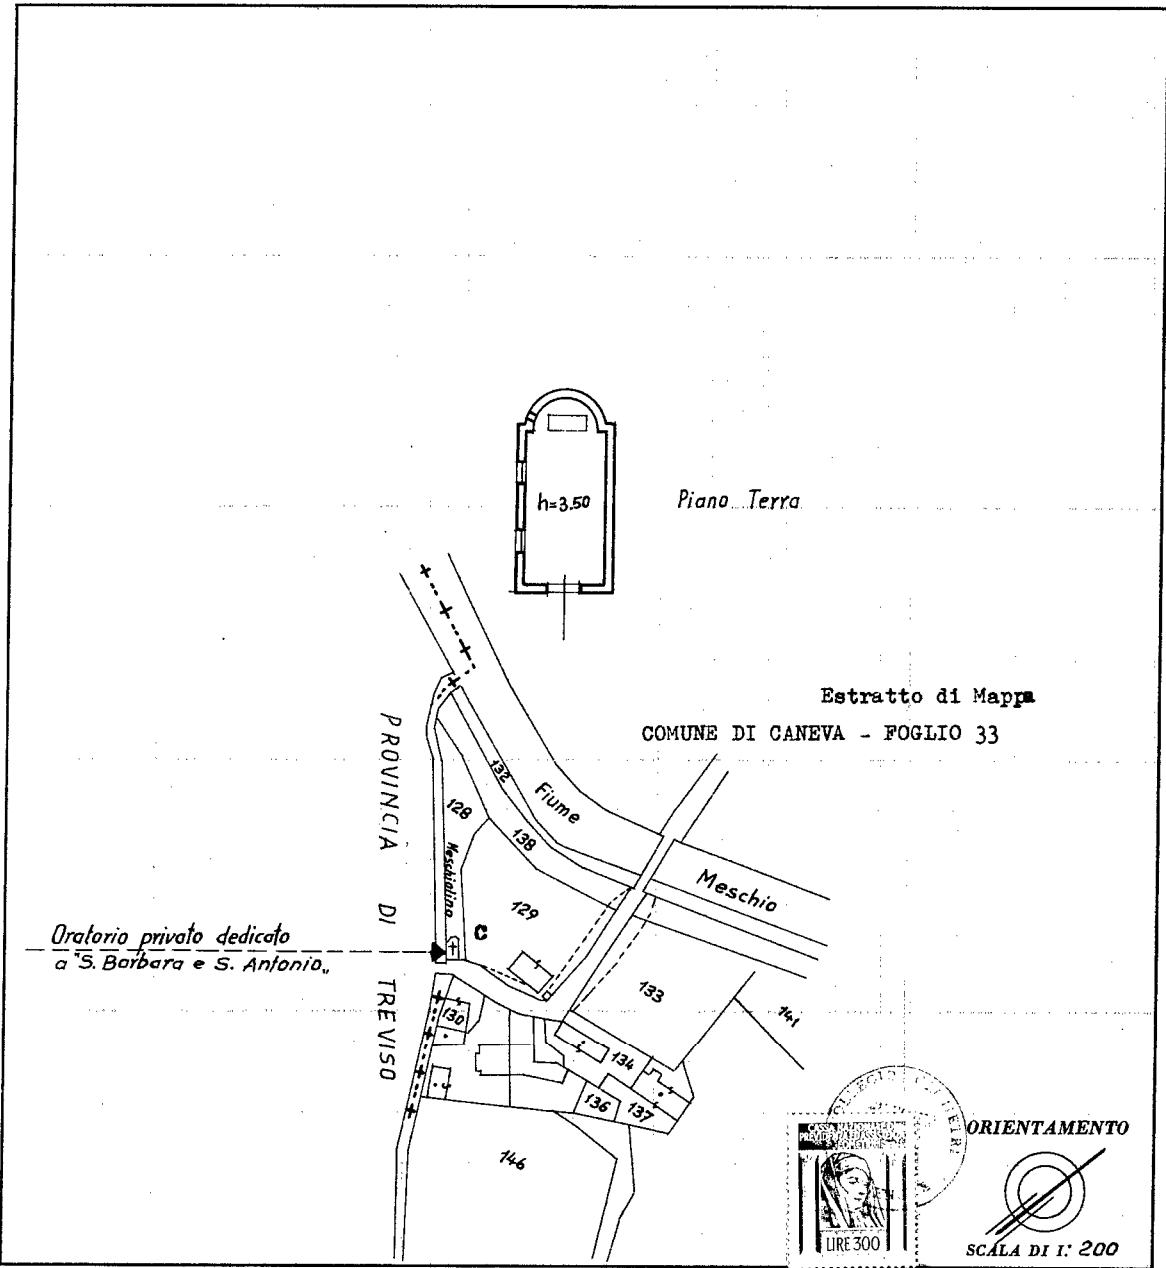 h=3.50
Piano Terra
Estratto di Mappa
COMUNE DI CANEVA - FOGLIO 33
PROVINCIA DI TREVISO
132
Fiume
128
138
Meschialino
Meschio
129
C
Oratorio privato dedicato
a "S. Barbara e S. Antonio„
133
141
130
134
136
137
146
ORIENTAMENTO
LIRE 300
SCALA DI 1: 200